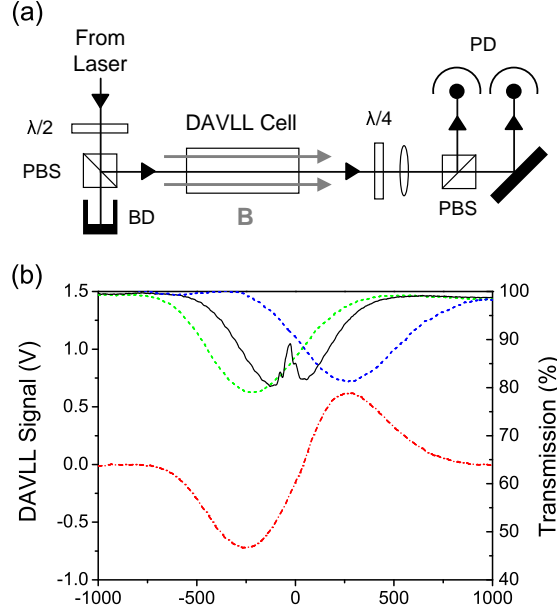 (a)
From
Laser
PD
λ/2
DAVLL Cell
λ/4
PBS
BD
B
PBS
(b)
DAVLL Signal (V)
1.5
1.0
0.5
0.0
-0.5
-1.0
100
90
80
70
60
50
40
Transmission (%)
-1000
-500
0
500
1000